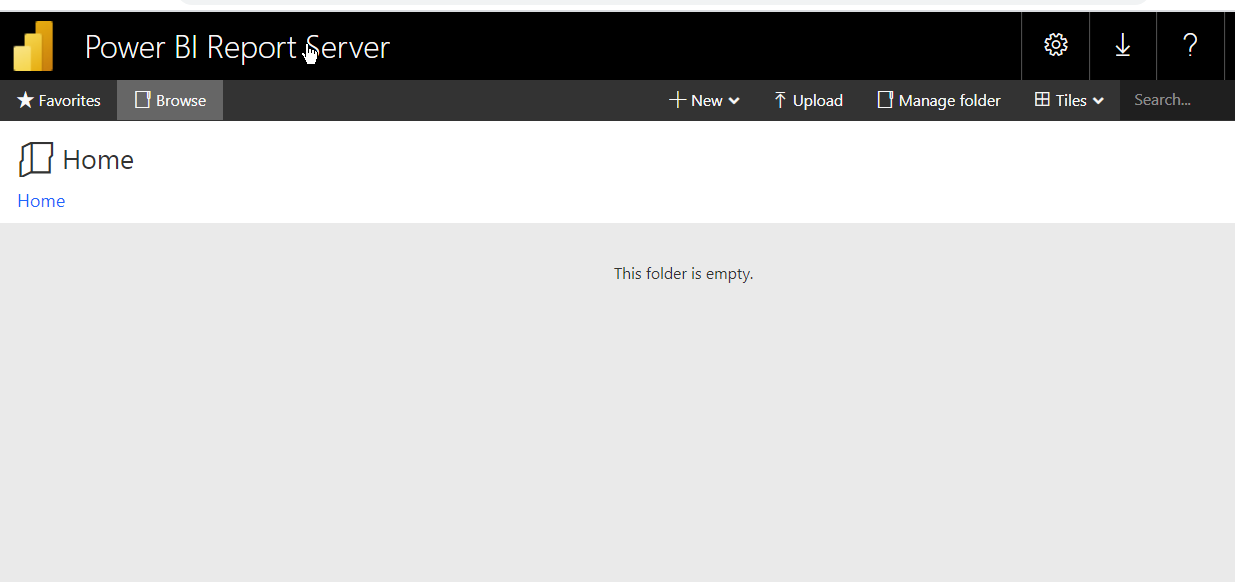 Power BI Report Server
?
Favorites Browse New Upload Manage folder Tiles Search...
Home
Home
This folder is empty.